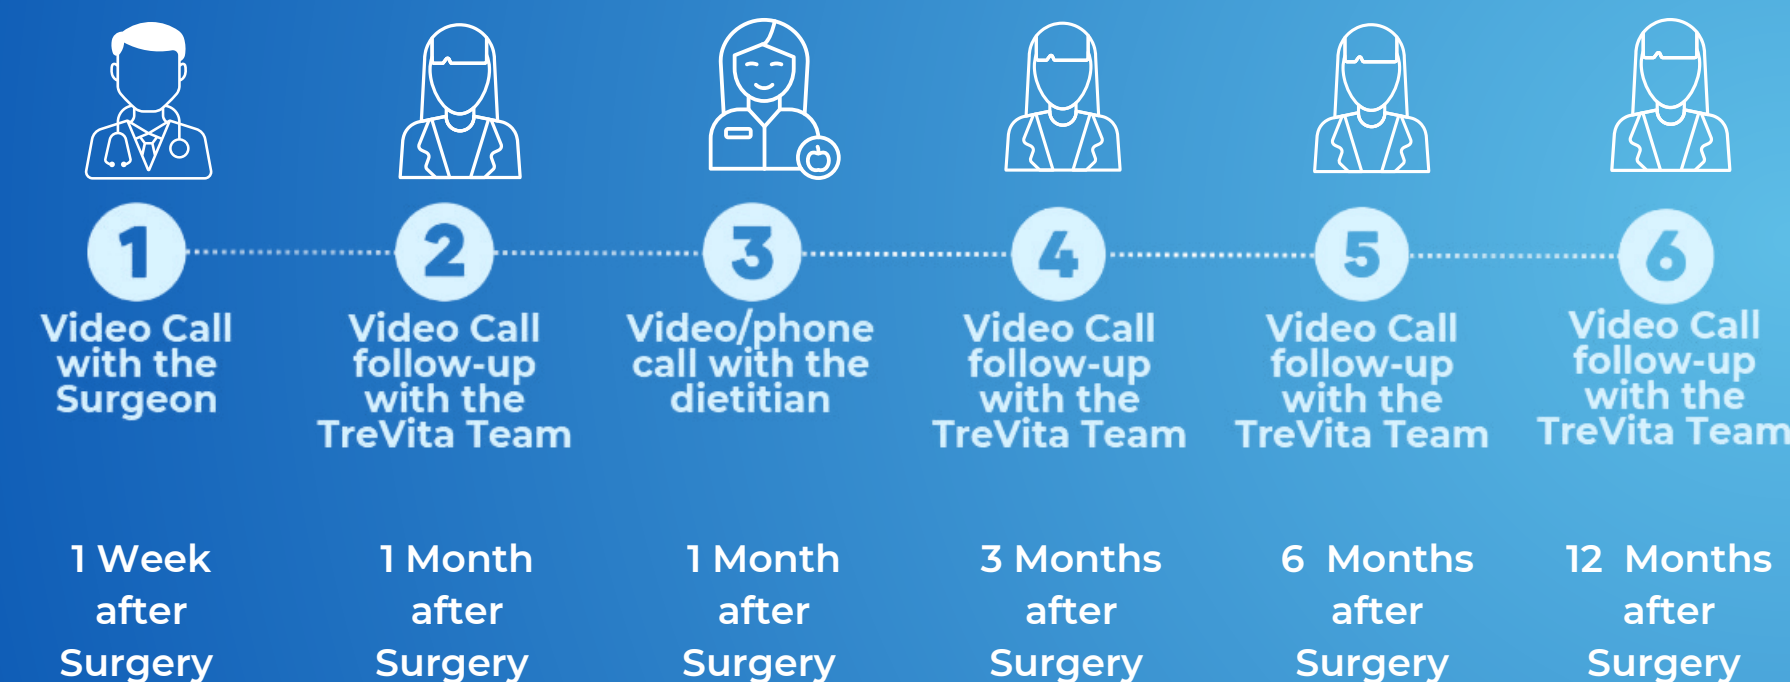 1
Video Call
with the
Surgeon
1 Week
after
Surgery
2
Video Call
follow-up
with the
TreVita Team
1 Month
after
Surgery
3
Video/phone
call with the
dietitian
1 Month
after
Surgery
4
Video Call
follow-up
with the
TreVita Team
3 Months
after
Surgery
5
Video Call
follow-up
with the
TreVita Team
6 Months
after
Surgery
6
Video Call
follow-up
with the
TreVita Team
12 Months
after
Surgery